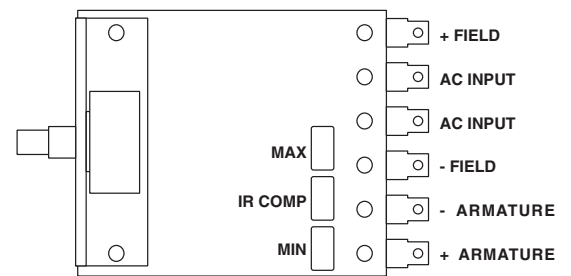 + FIELD
AC INPUT
AC INPUT
MAX
- FIELD
IR COMP
- ARMATURE
MIN
+ ARMATURE